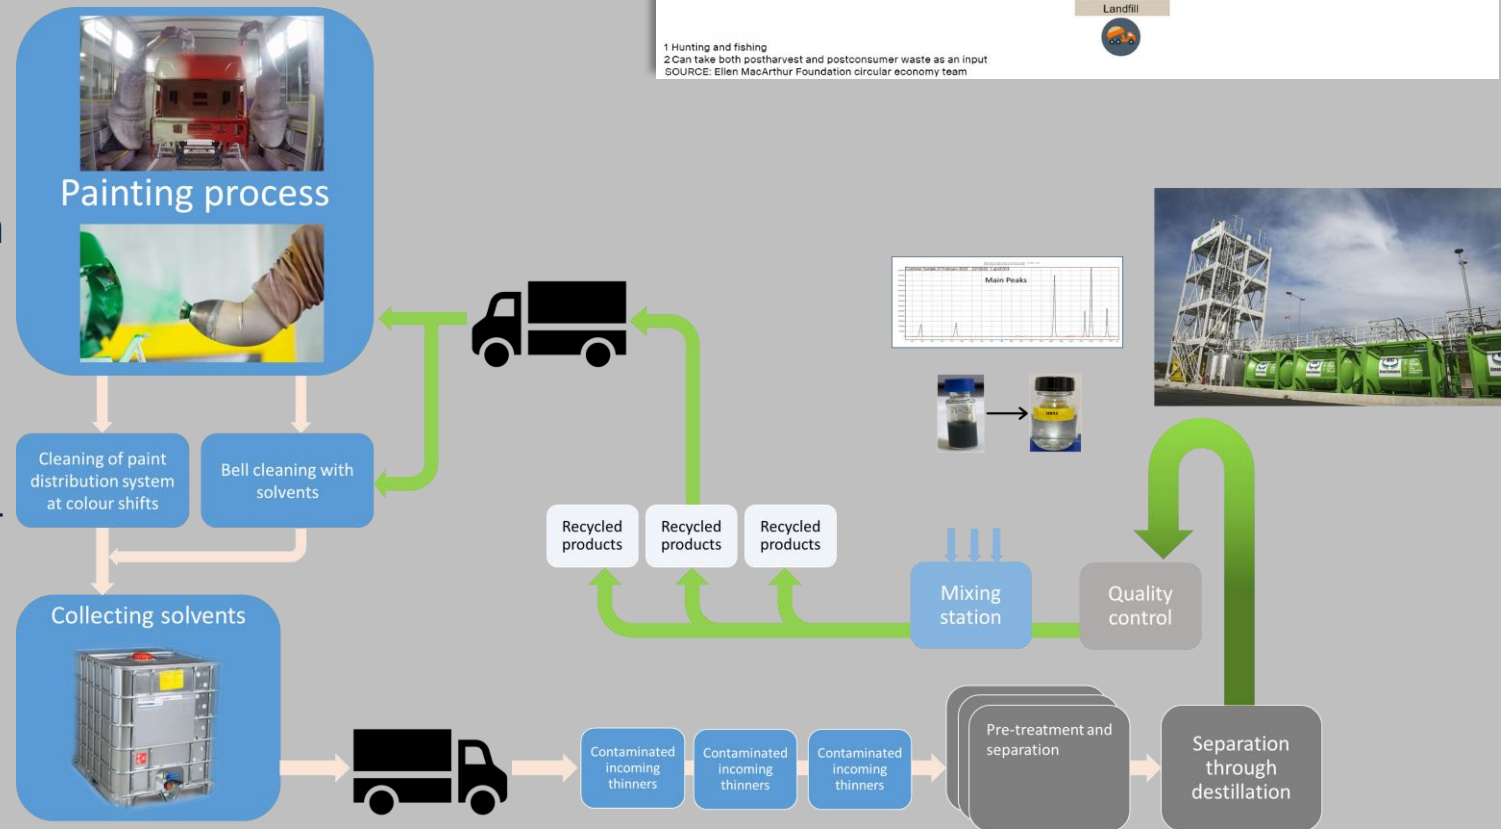 Landfill
1 Hunting and fishing
2 Can take both postharvest and postconsumer waste as an input
SOURCE: Ellen MacArthur Foundation circular economy team
Painting process
Main Peaks
Cleaning of paint
distribution system
at colour shifts
Bell cleaning with
solvents
Recycled
products
Recycled
products
Recycled
products
Mixing
station
Quality
control
Collecting solvents
Contaminated
incoming
thinners
Contaminated
incoming
thinners
Contaminated
incoming
thinners
Pre-treatment and
separation
Separation
through
destillation